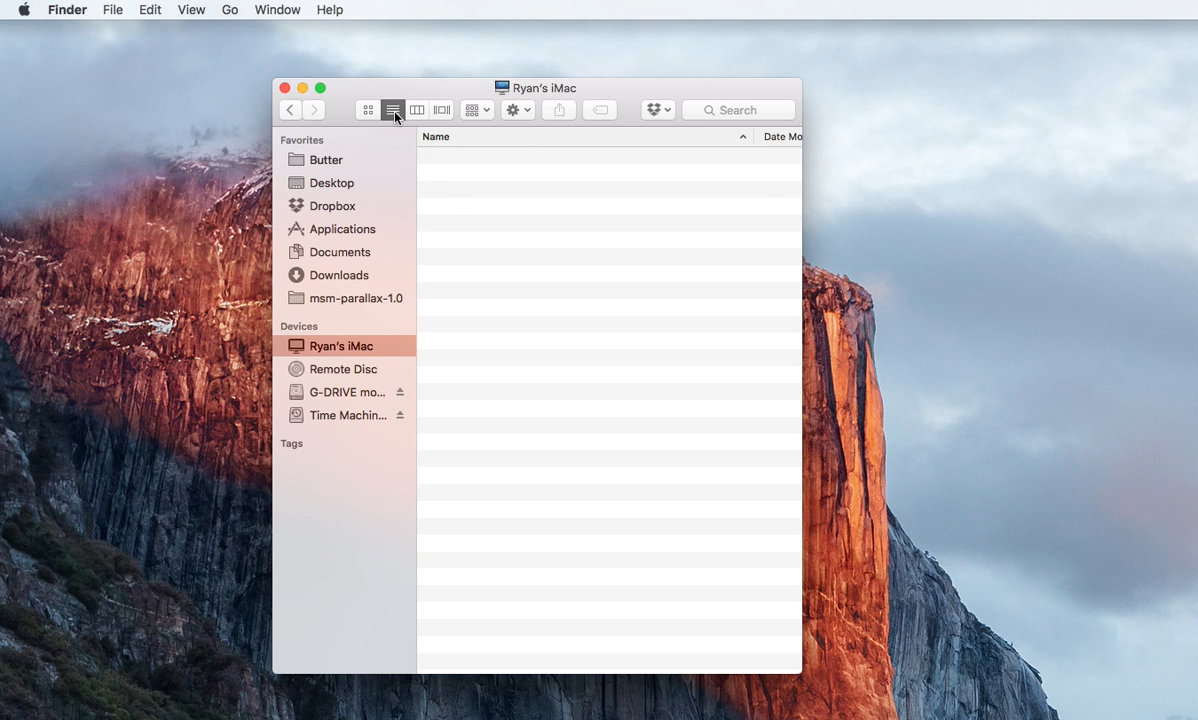 Finder File Edit View Go Window Help
Ryan's iMac
Search
Favorites
Name
Date Mo
Butter
Desktop
Dropbox
Applications
Documents
Downloads
msm-parallax-1.0
Devices
Ryan's iMac
Remote Disc
G-DRIVE mo...
Time Machin...
Tags